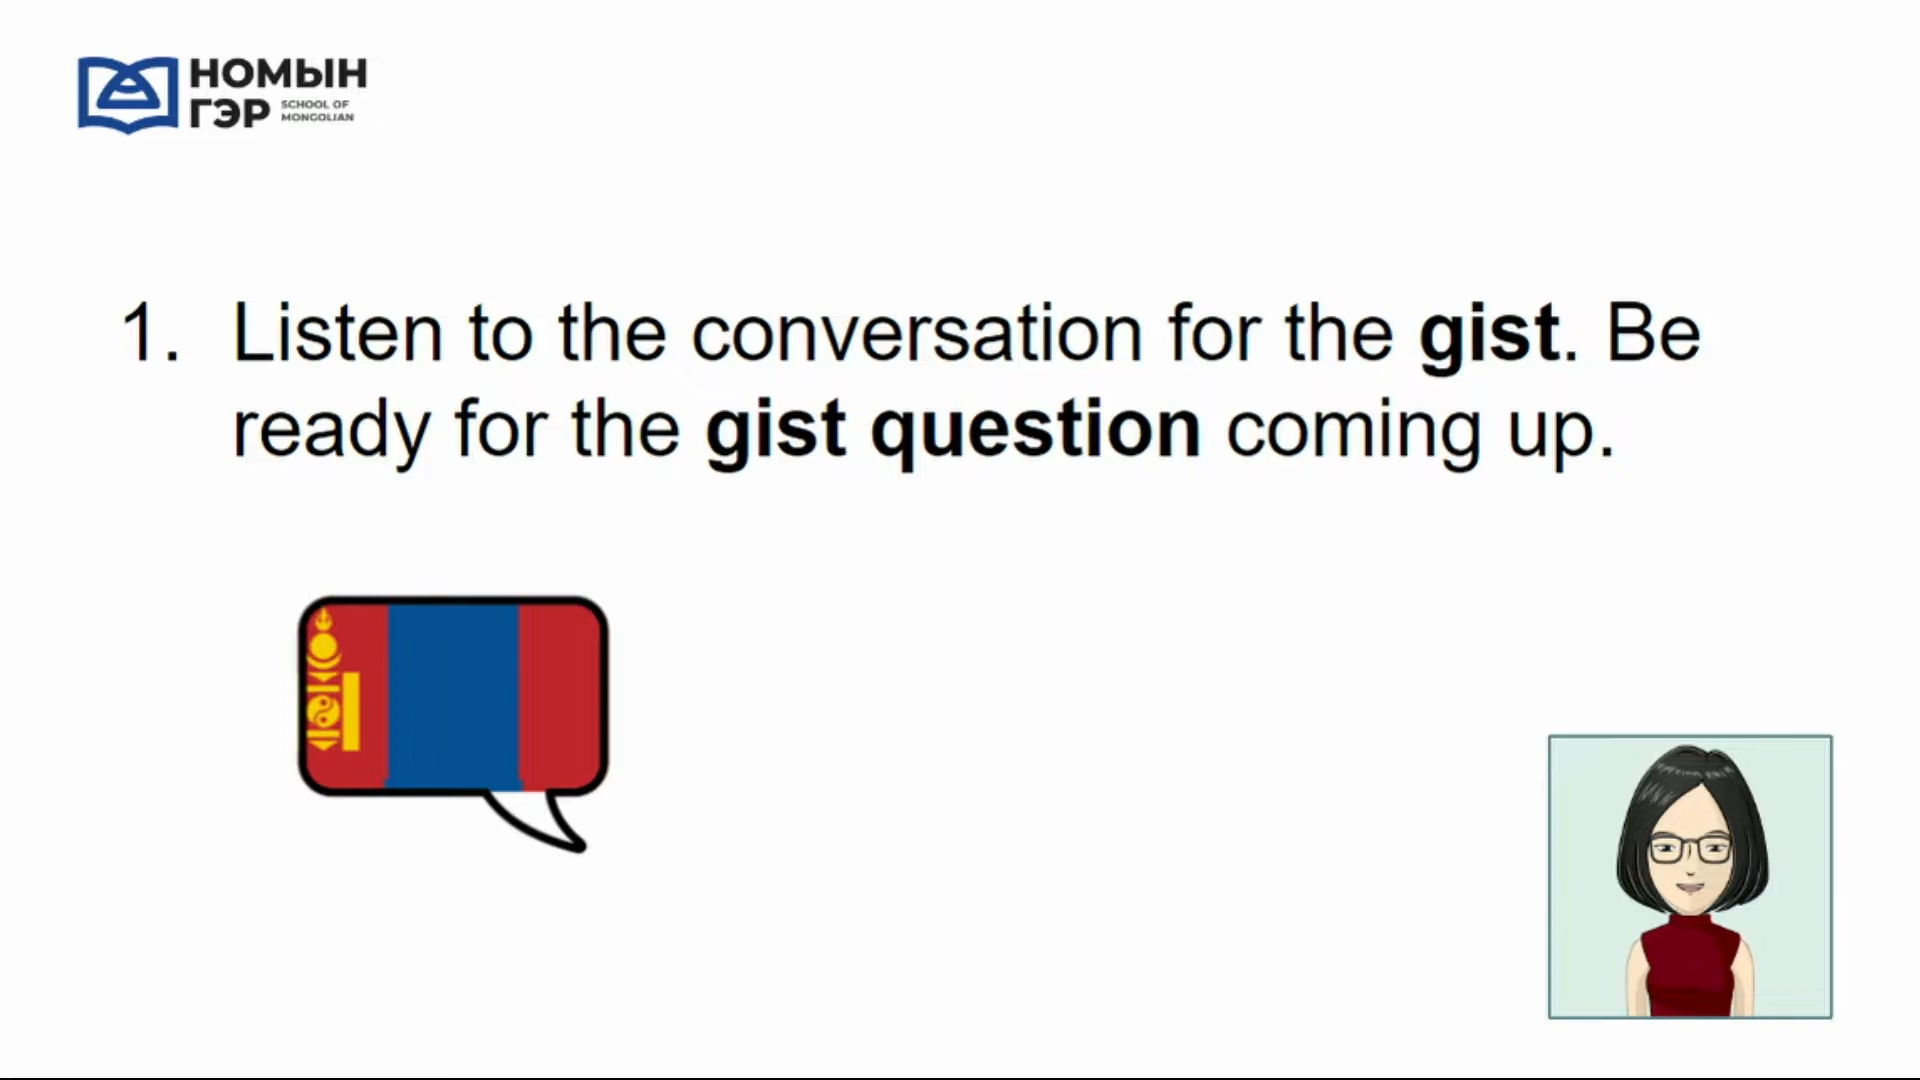 НОМЫН
ГЭР SCHOOL OF
MONGOLIAN
1. Listen to the conversation for the gist. Be
ready for the gist question coming up.